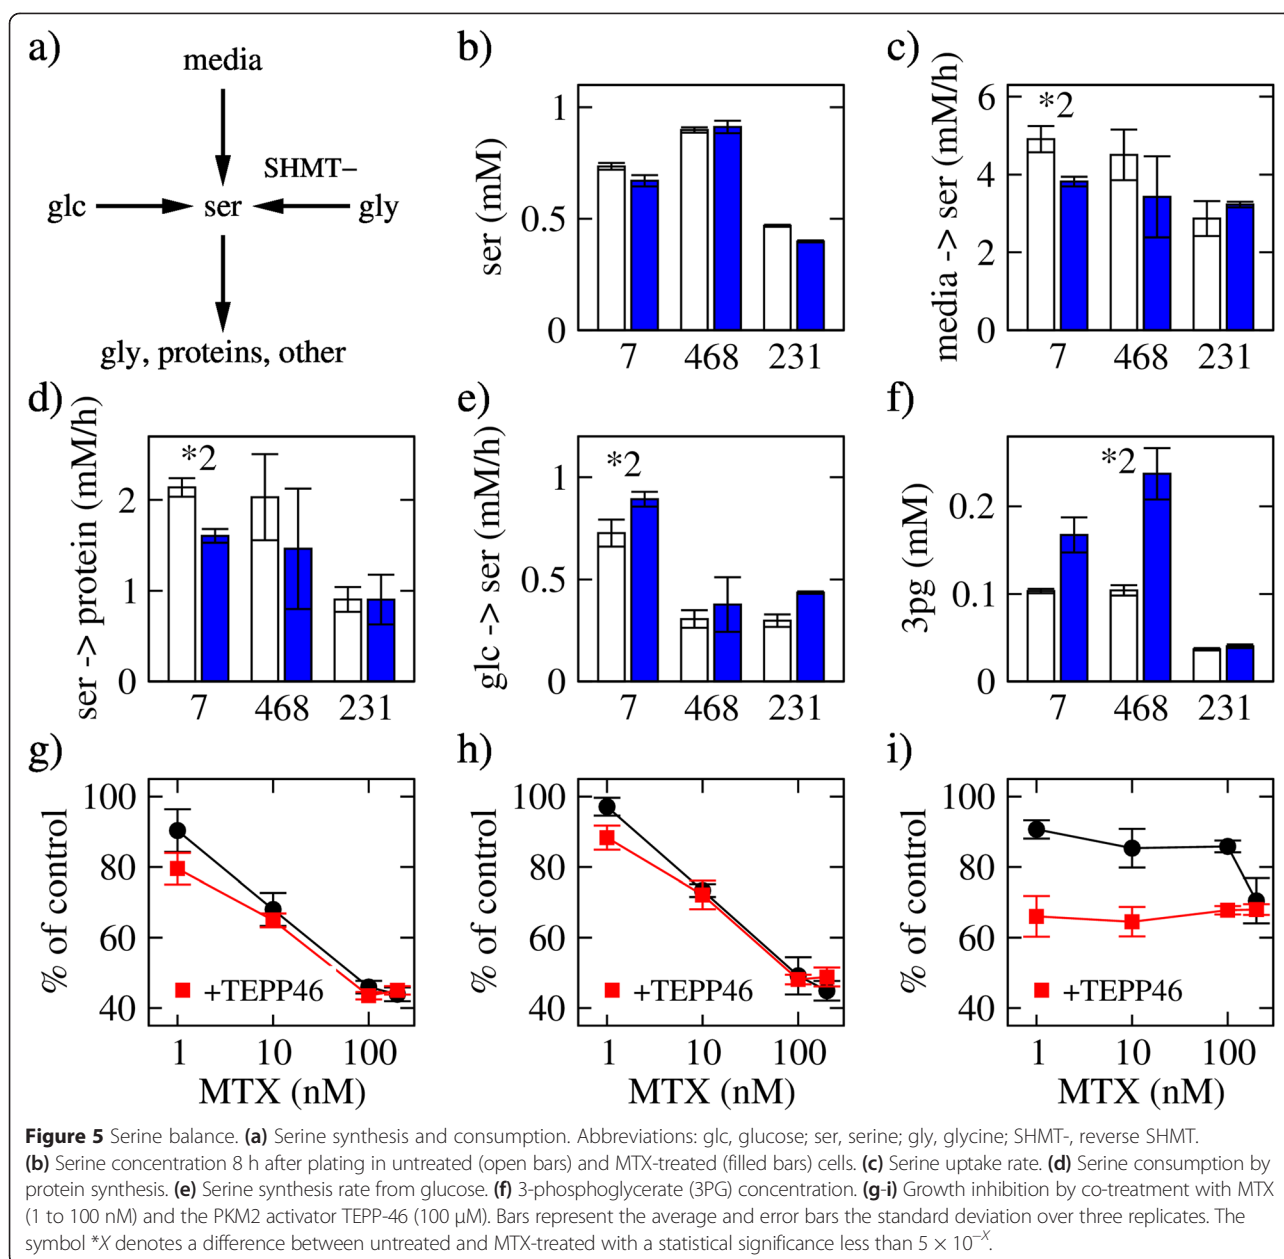 a)
media
SHMT–
glc
ser
gly
gly, proteins, other
b)
ser (mM)
1
0.5
0
7 468 231
c)
media -> ser (mM/h)
6
4
2
0
*2
7 468 231
d)
ser -> protein (mM/h)
2
1
0
*2
7 468 231
e)
glc -> ser (mM/h)
1
0.5
0
*2
7 468 231
f)
3pg (mM)
0.2
0.1
0
*2
7 468 231
g)
% of control
100
80
60
40
+TEPP46
1 10 100
MTX (nM)
h)
% of control
100
80
60
40
+TEPP46
1 10 100
MTX (nM)
i)
% of control
100
80
60
40
+TEPP46
1 10 100
MTX (nM)
Figure 5 Serine balance. (a) Serine synthesis and consumption. Abbreviations: glc, glucose; ser, serine; gly, glycine; SHMT-, reverse SHMT.
(b) Serine concentration 8 h after plating in untreated (open bars) and MTX-treated (filled bars) cells. (c) Serine uptake rate. (d) Serine consumption by
protein synthesis. (e) Serine synthesis rate from glucose. (f) 3-phosphoglycerate (3PG) concentration. (g-i) Growth inhibition by co-treatment with MTX
(1 to 100 nM) and the PKM2 activator TEPP-46 (100 μM). Bars represent the average and error bars the standard deviation over three replicates. The
symbol *X denotes a difference between untreated and MTX-treated with a statistical significance less than 5 × 10⁻ˣ.